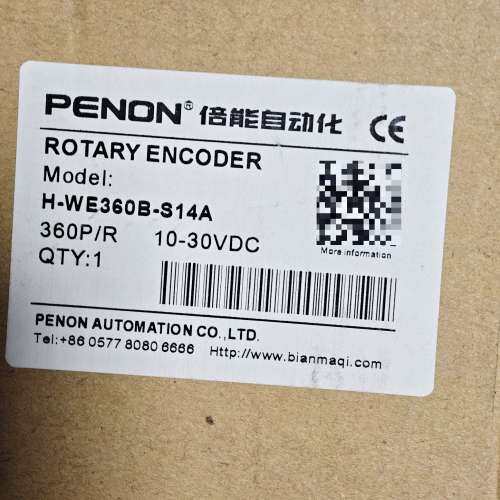 PENON® 倍能自动化 CE
ROTARY ENCODER
Model:
H-WE360B-S14A
360P/R 10-30VDC
QTY:1
More information
PENON AUTOMATION CO.,LTD.
Tel:+86 0577 8080 6666 Http://www.bianmaqi.com